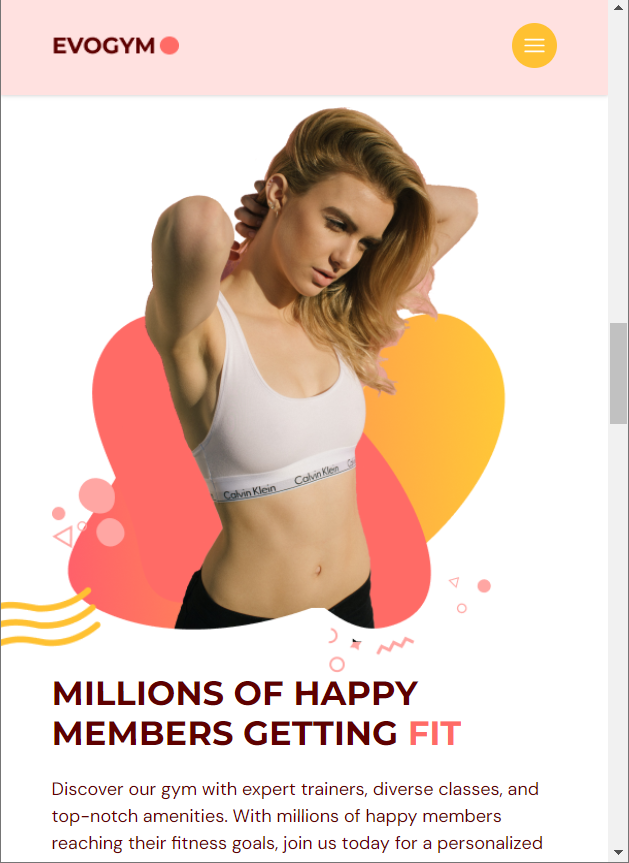 EVOGYM
Calvin Klein Calvin Klein
MILLIONS OF HAPPY
MEMBERS GETTING FIT
Discover our gym with expert trainers, diverse classes, and
top-notch amenities. With millions of happy members
reaching their fitness goals, join us today for a personalized